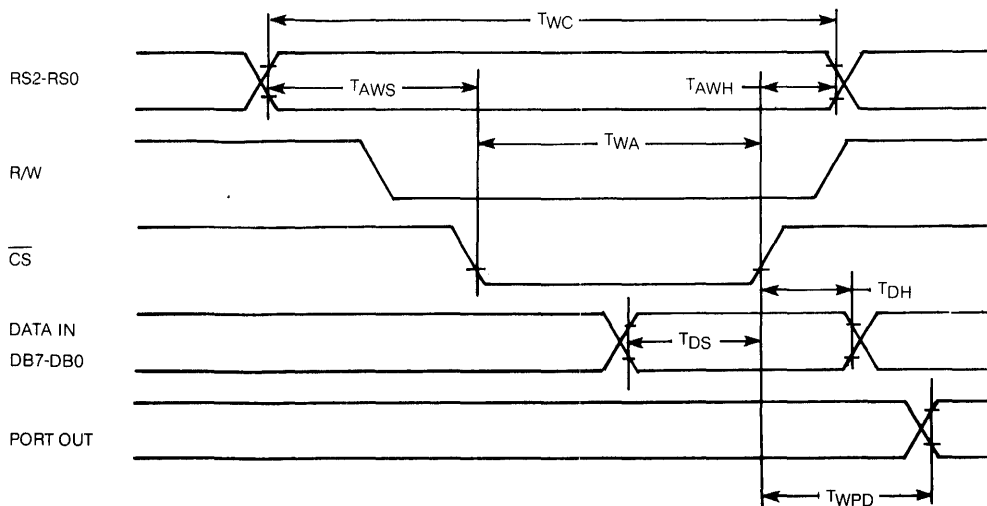 TWC
RS2-RS0
TAWS
TAWH
TWA
R/W
CS
TDH
DATA IN
TDS
DB7-DB0
PORT OUT
TWPD